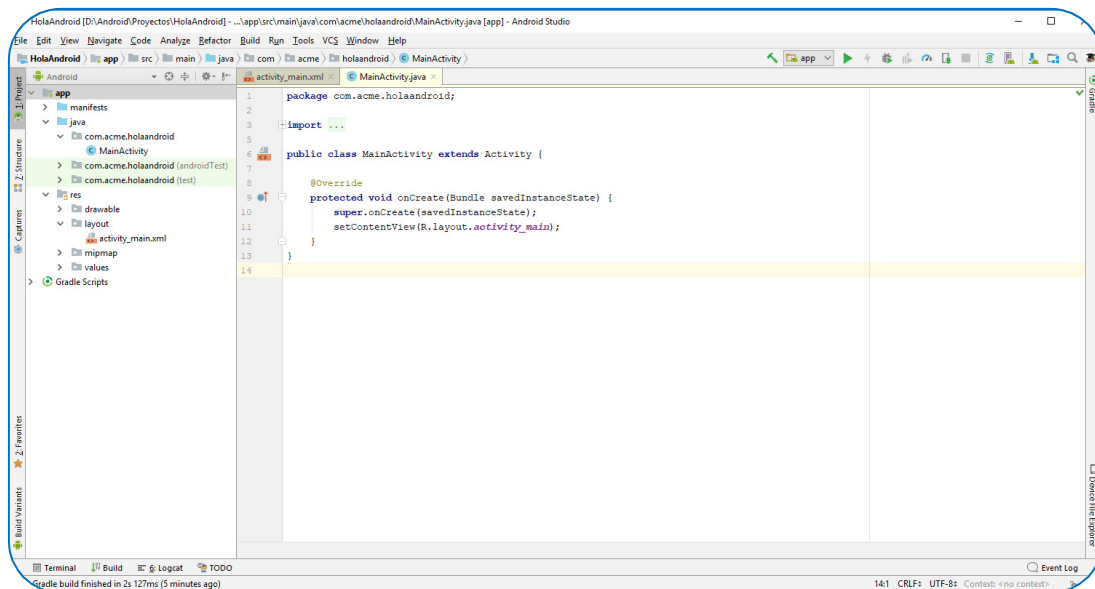 HolaAndroid [D:\Android\Proyectos\HolaAndroid] - ...\app\src\main\java\com\acme\holaandroid\MainActivity.java [app] - Android Studio
File Edit View Navigate Code Analyze Refactor Build Run Tools VCS Window Help
HolaAndroid app src main java com acme holaandroid MainActivity
app
Android
activity_main.xml MainActivity.java
1: Project
Z: Structure
Captures
2: Favorites
Build Variants
app
manifests
java
com.acme.holaandroid
MainActivity
com.acme.holaandroid (androidTest)
com.acme.holaandroid (test)
res
drawable
layout
activity_main.xml
mipmap
values
Gradle Scripts
1 package com.acme.holaandroid;
2
3 import ...
5
6 public class MainActivity extends Activity {
7
8 @Override
9 protected void onCreate(Bundle savedInstanceState) {
10 super.onCreate(savedInstanceState);
11 setContentView(R.layout.activity_main);
12 }
13 }
14
Gradle
Device File Explorer
Terminal Build 6: Logcat TODO
Event Log
Gradle build finished in 2s 127ms (5 minutes ago)
14:1 CRLF÷ UTF-8÷ Context: <no context>